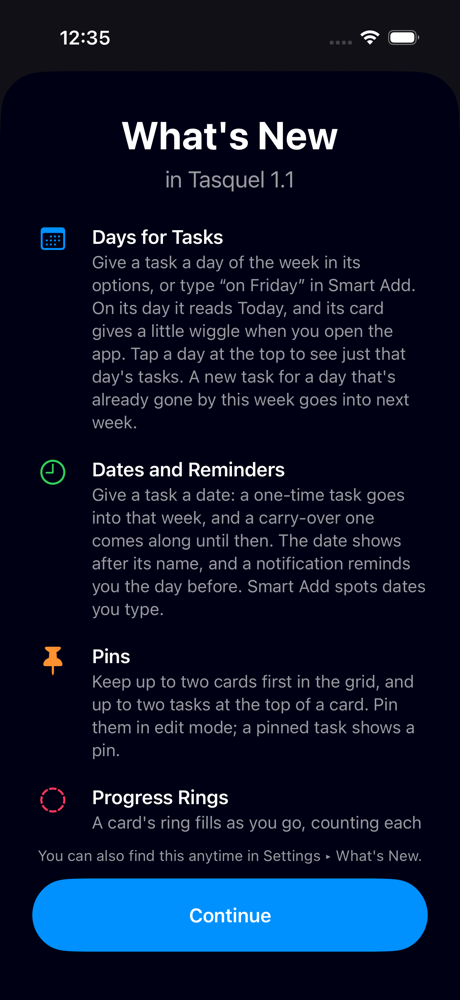 12:35
What's New
in Tasquel 1.1
Days for Tasks
Give a task a day of the week in its
options, or type “on Friday” in Smart Add.
On its day it reads Today, and its card
gives a little wiggle when you open the
app. Tap a day at the top to see just that
day's tasks. A new task for a day that's
already gone by this week goes into next
week.
Dates and Reminders
Give a task a date: a one-time task goes
into that week, and a carry-over one
comes along until then. The date shows
after its name, and a notification reminds
you the day before. Smart Add spots dates
you type.
Pins
Keep up to two cards first in the grid, and
up to two tasks at the top of a card. Pin
them in edit mode; a pinned task shows a
pin.
Progress Rings
A card's ring fills as you go, counting each
You can also find this anytime in Settings ▸ What's New.
Continue